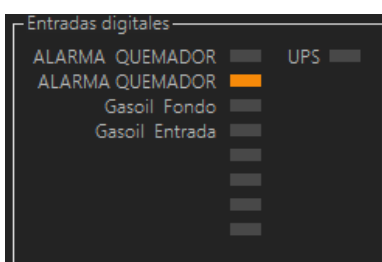 Entradas digitales
ALARMA QUEMADOR UPS
ALARMA QUEMADOR
Gasoil Fondo
Gasoil Entrada